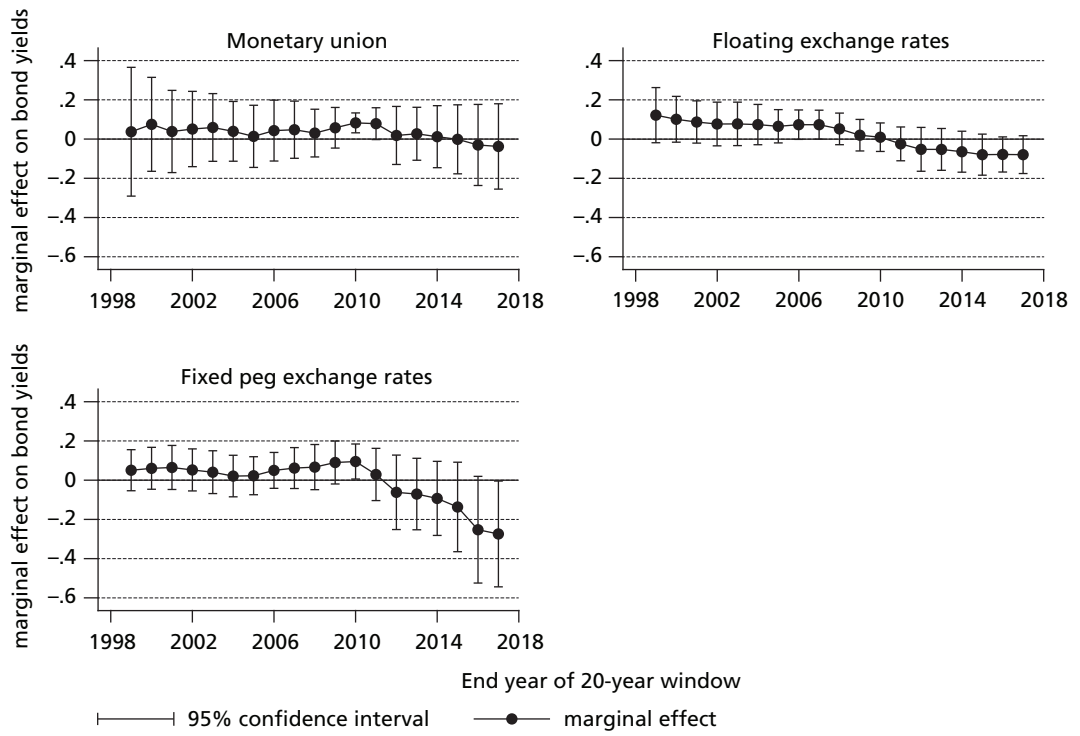 Monetary union
marginal effect on bond yields
.4
.2
0
−.2
−.4
−.6
1998 2002 2006 2010 2014 2018
Floating exchange rates
.4
.2
0
−.2
−.4
−.6
1998 2002 2006 2010 2014 2018
Fixed peg exchange rates
marginal effect on bond yields
.4
.2
0
−.2
−.4
−.6
1998 2002 2006 2010 2014 2018
End year of 20-year window
95% confidence interval marginal effect